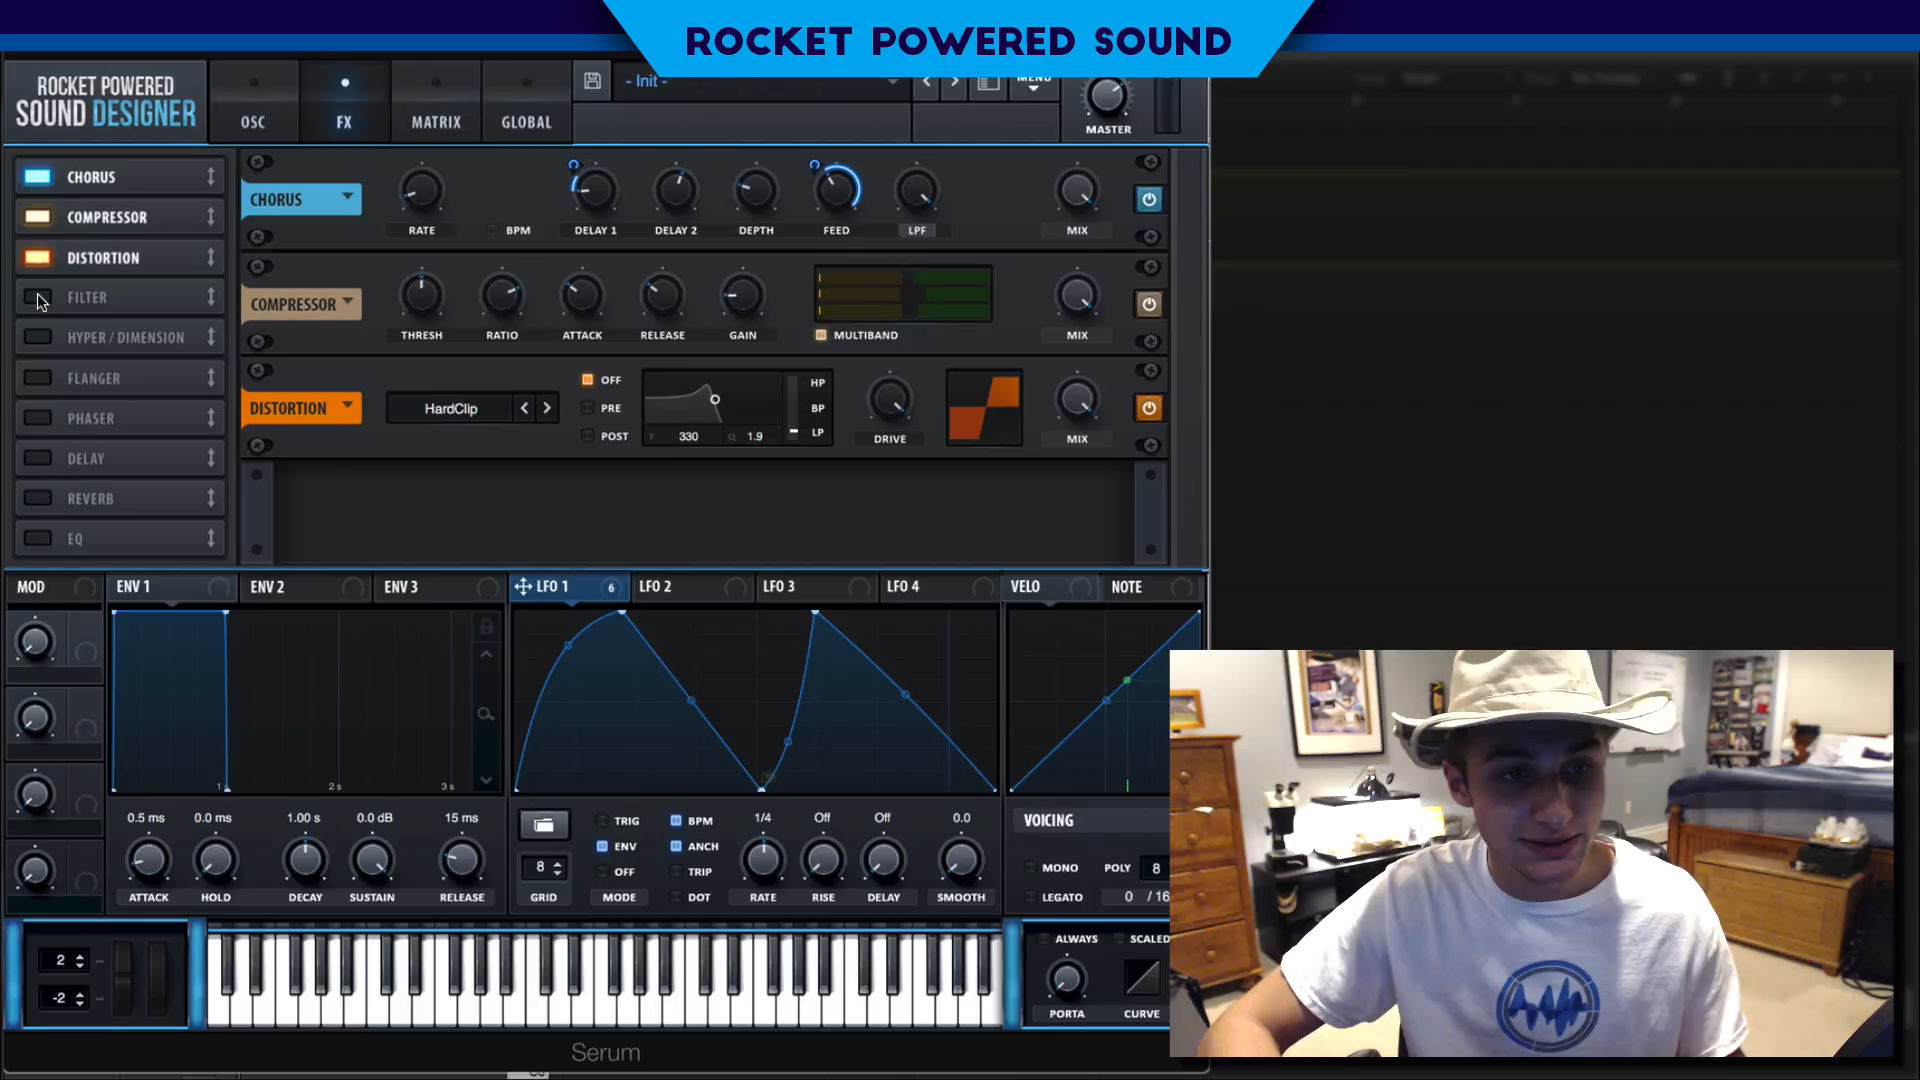 ROCKET POWERED SOUND
ROCKET POWERED
SOUND DESIGNER
OSC
FX
MATRIX
GLOBAL
- Init -
MENU
MASTER
CHORUS
COMPRESSOR
DISTORTION
FILTER
HYPER / DIMENSION
FLANGER
PHASER
DELAY
REVERB
EQ
CHORUS
RATE
BPM
DELAY 1
DELAY 2
DEPTH
FEED
LPF
MIX
COMPRESSOR
THRESH
RATIO
ATTACK
RELEASE
GAIN
MULTIBAND
MIX
DISTORTION
HardClip
OFF
PRE
POST
F 330 Q 1.9
HP
BP
LP
DRIVE
MIX
MOD
ENV 1
ENV 2
ENV 3
LFO 1 6
LFO 2
LFO 3
LFO 4
VELO
NOTE
1
2 s
3 s
0.5 ms
0.0 ms
1.00 s
0.0 dB
15 ms
ATTACK
HOLD
DECAY
SUSTAIN
RELEASE
8
GRID
TRIG
ENV
OFF
MODE
BPM
ANCH
TRIP
DOT
1/4
Off
Off
0.0
RATE
RISE
DELAY
SMOOTH
VOICING
MONO
POLY 8
LEGATO
0 / 16
2
-2
ALWAYS
SCALED
PORTA
CURVE
Serum